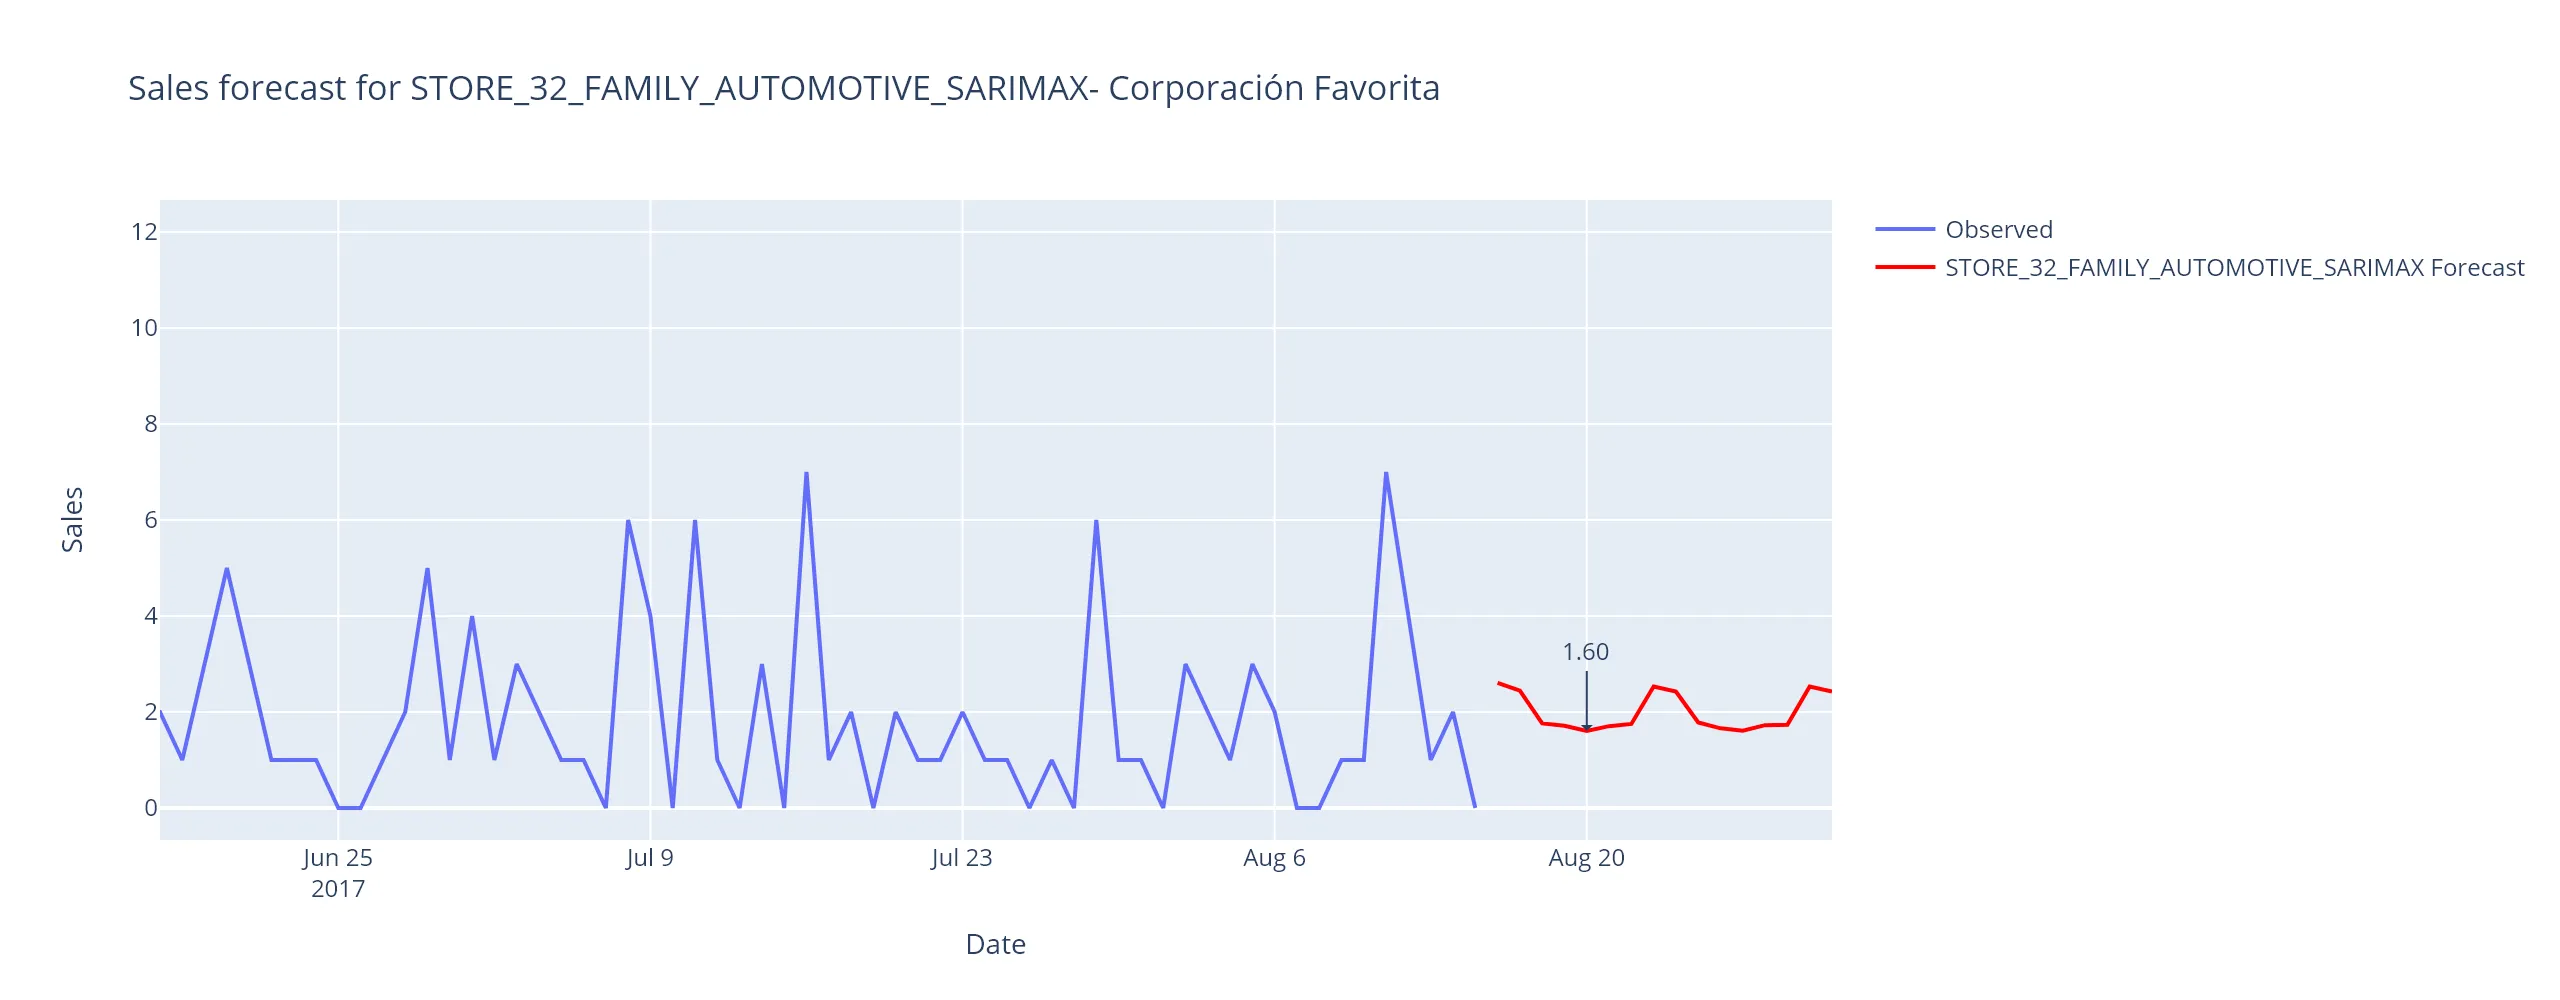 Sales forecast for STORE_32_FAMILY_AUTOMOTIVE_SARIMAX- Corporación Favorita
Observed
STORE_32_FAMILY_AUTOMOTIVE_SARIMAX Forecast
12
10
8
6
4
2
0
Sales
1.60
Jun 25
2017
Jul 9
Jul 23
Aug 6
Aug 20
Date